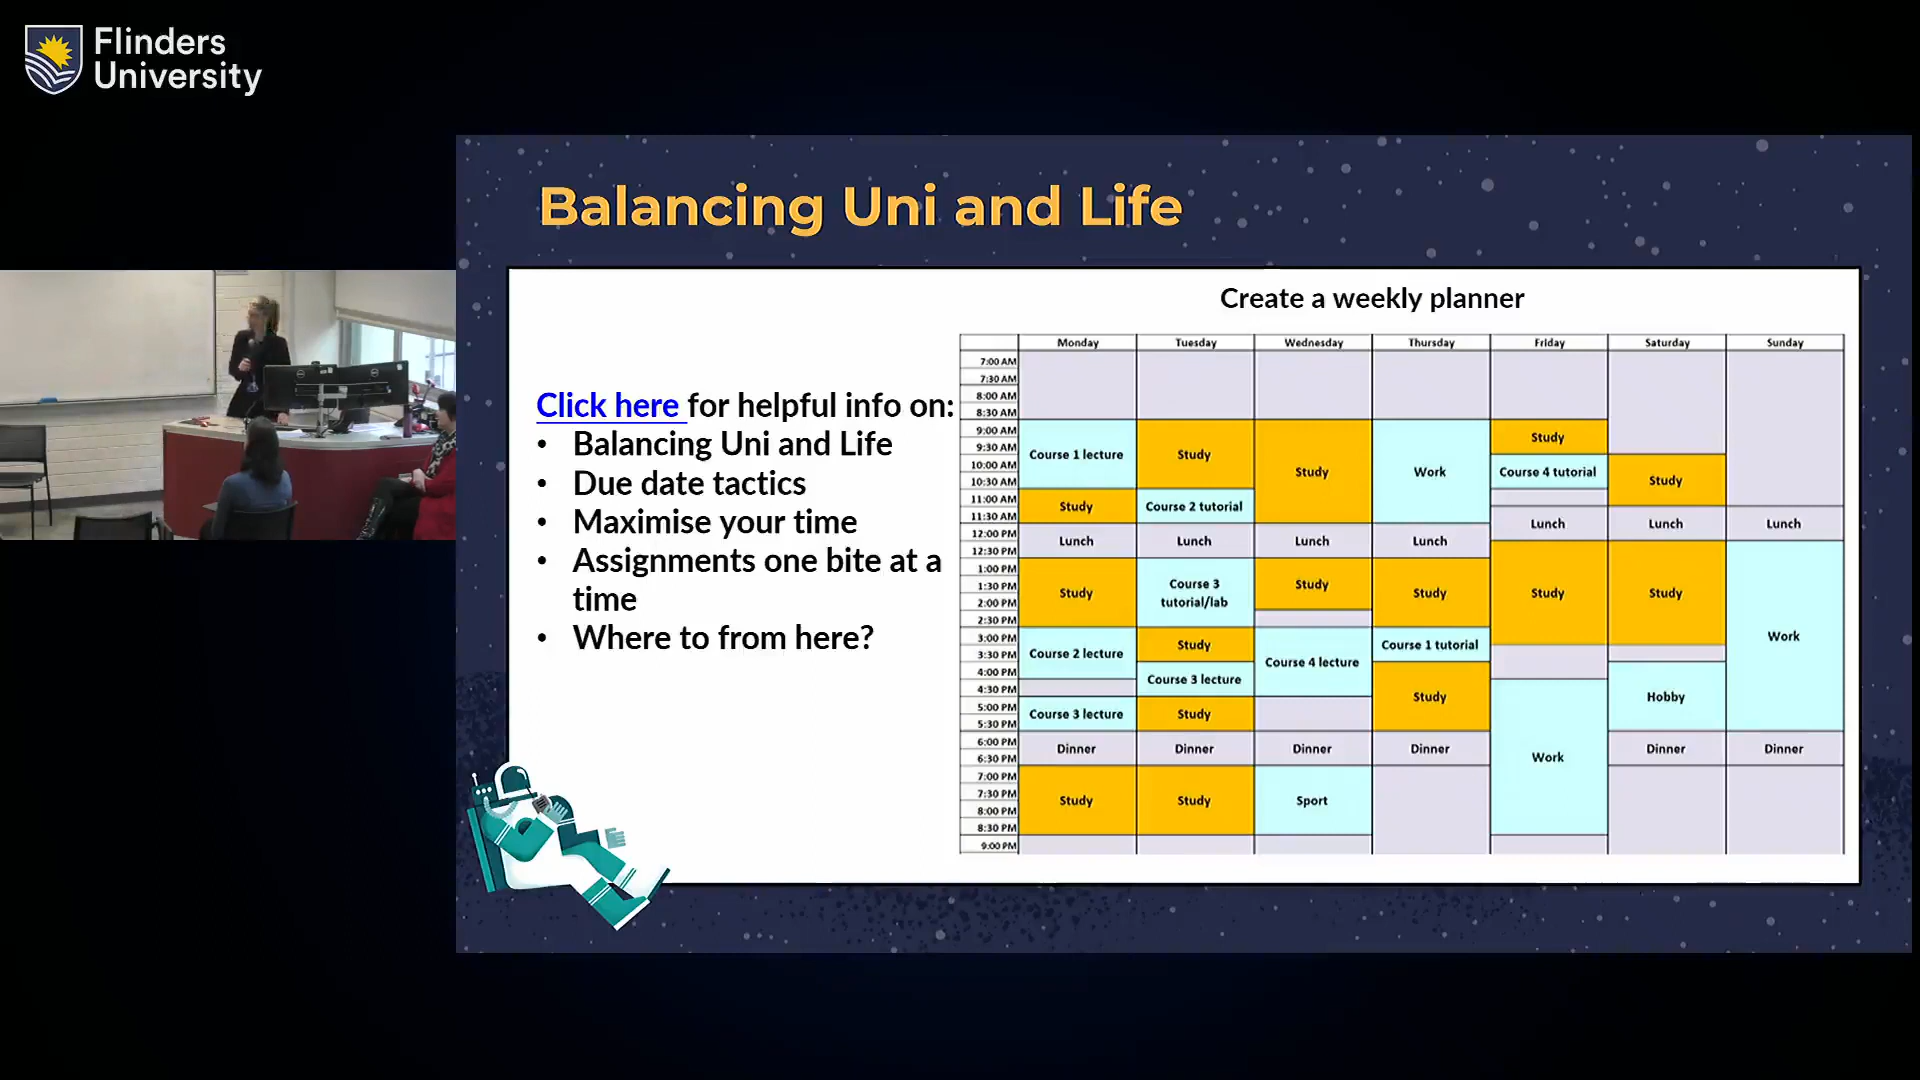 Flinders
University
Balancing Uni and Life
Create a weekly planner
Click here for helpful info on:
• Balancing Uni and Life
• Due date tactics
• Maximise your time
• Assignments one bite at a
time
• Where to from here?
Monday Tuesday Wednesday Thursday Friday Saturday Sunday
7:00 AM
7:30 AM
8:00 AM
8:30 AM
9:00 AM
Study
9:30 AM
Course 1 lecture Study
10:00 AM
Study Work Course 4 tutorial
10:30 AM
Study
11:00 AM
Study Course 2 tutorial
11:30 AM
Lunch Lunch Lunch
12:00 PM
Lunch Lunch Lunch Lunch
12:30 PM
1:00 PM
1:30 PM
Course 3
tutorial/lab
Study
Study Study Study Study
2:00 PM
2:30 PM
3:00 PM
Study Course 1 tutorial Work
3:30 PM
Course 2 lecture Course 4 lecture
4:00 PM
Course 3 lecture
4:30 PM
Study Hobby
5:00 PM
Course 3 lecture Study
5:30 PM
6:00 PM
Dinner Dinner Dinner Dinner Work Dinner Dinner
6:30 PM
7:00 PM
7:30 PM
Study Study Sport
8:00 PM
8:30 PM
9:00 PM